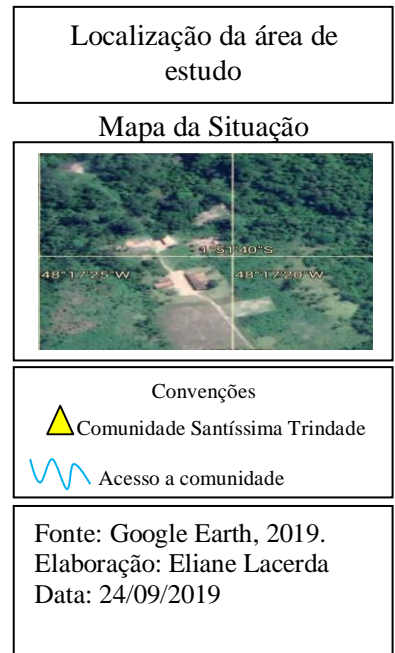 Localização da área de
estudo
Mapa da Situação
1°51'40"S
48°17'25"W
48°17'20"W
Convenções
Comunidade Santíssima Trindade
Acesso a comunidade
Fonte: Google Earth, 2019.
Elaboração: Eliane Lacerda
Data: 24/09/2019